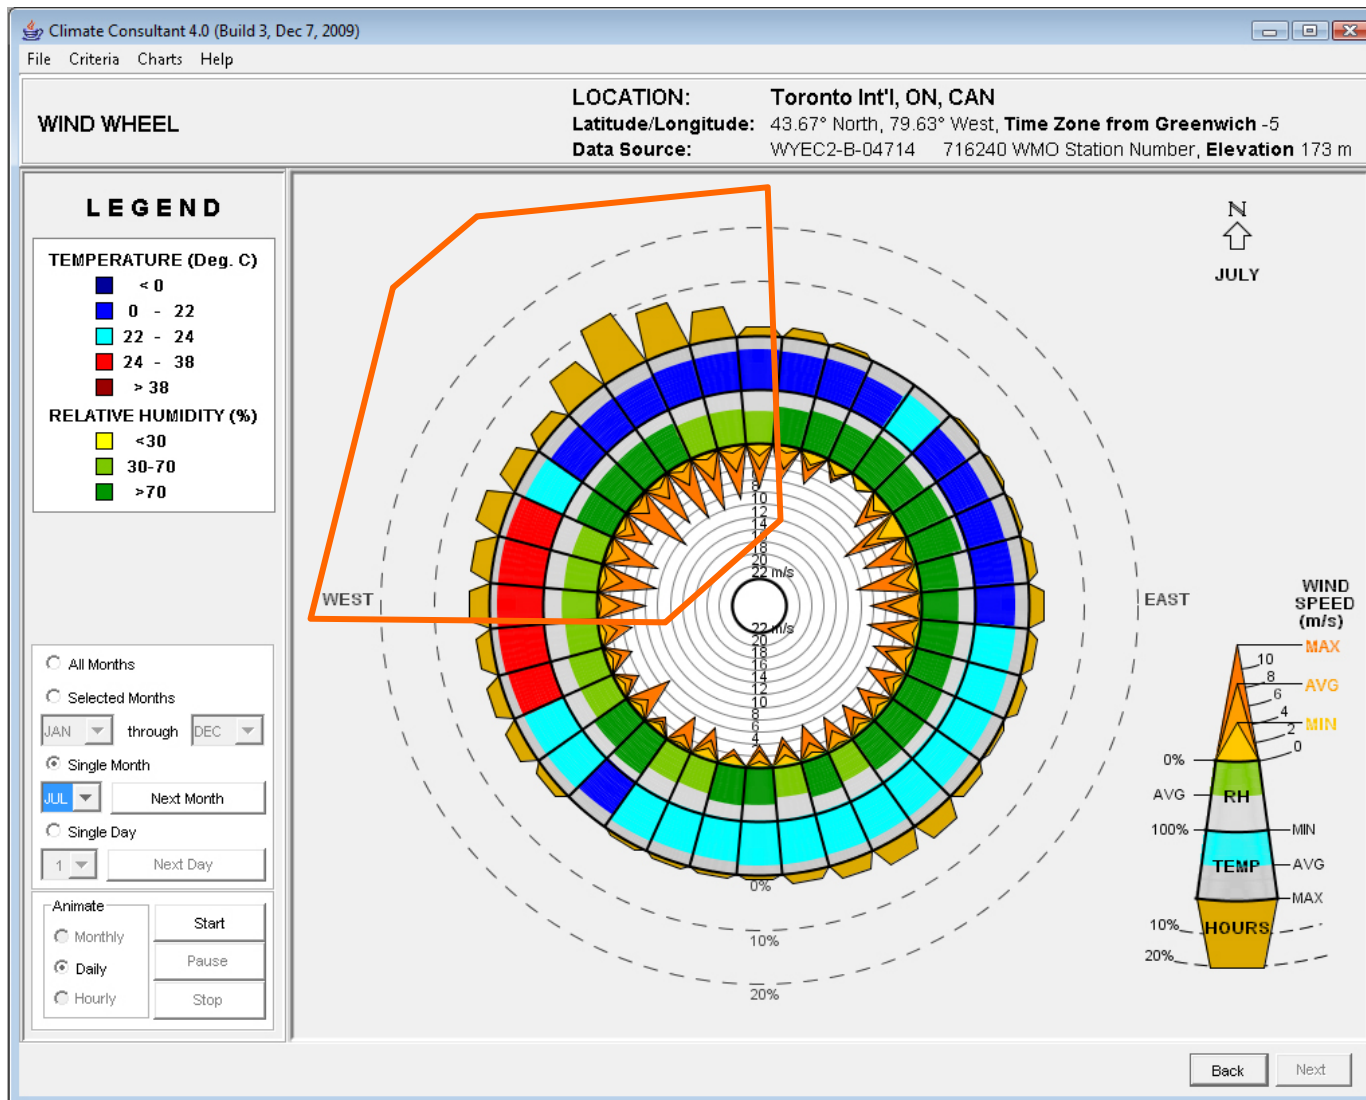 Climate Consultant 4.0 (Build 3, Dec 7, 2009)
File Criteria Charts Help
WIND WHEEL
LOCATION: Toronto Int'l, ON, CAN
Latitude/Longitude: 43.67° North, 79.63° West, Time Zone from Greenwich -5
Data Source: WYEC2-B-04714 716240 WMO Station Number, Elevation 173 m
LEGEND
TEMPERATURE (Deg. C)
< 0
0 - 22
22 - 24
24 - 38
> 38
RELATIVE HUMIDITY (%)
<30
30-70
>70
All Months
Selected Months
JAN through DEC
Single Month
JUL Next Month
Single Day
1 Next Day
Animate
Monthly
Daily
Hourly
Start
Pause
Stop
N
JULY
WEST
EAST
8
10
12
14
18
20
22 m/s
22 m/s
20
18
16
14
12
10
8
6
4
2
0%
10%
20%
WIND
SPEED
(m/s)
MAX
10
8
AVG
6
4
MIN
2
0
0%
AVG RH
100% MIN
TEMP AVG
MAX
10% HOURS
20%
Back Next